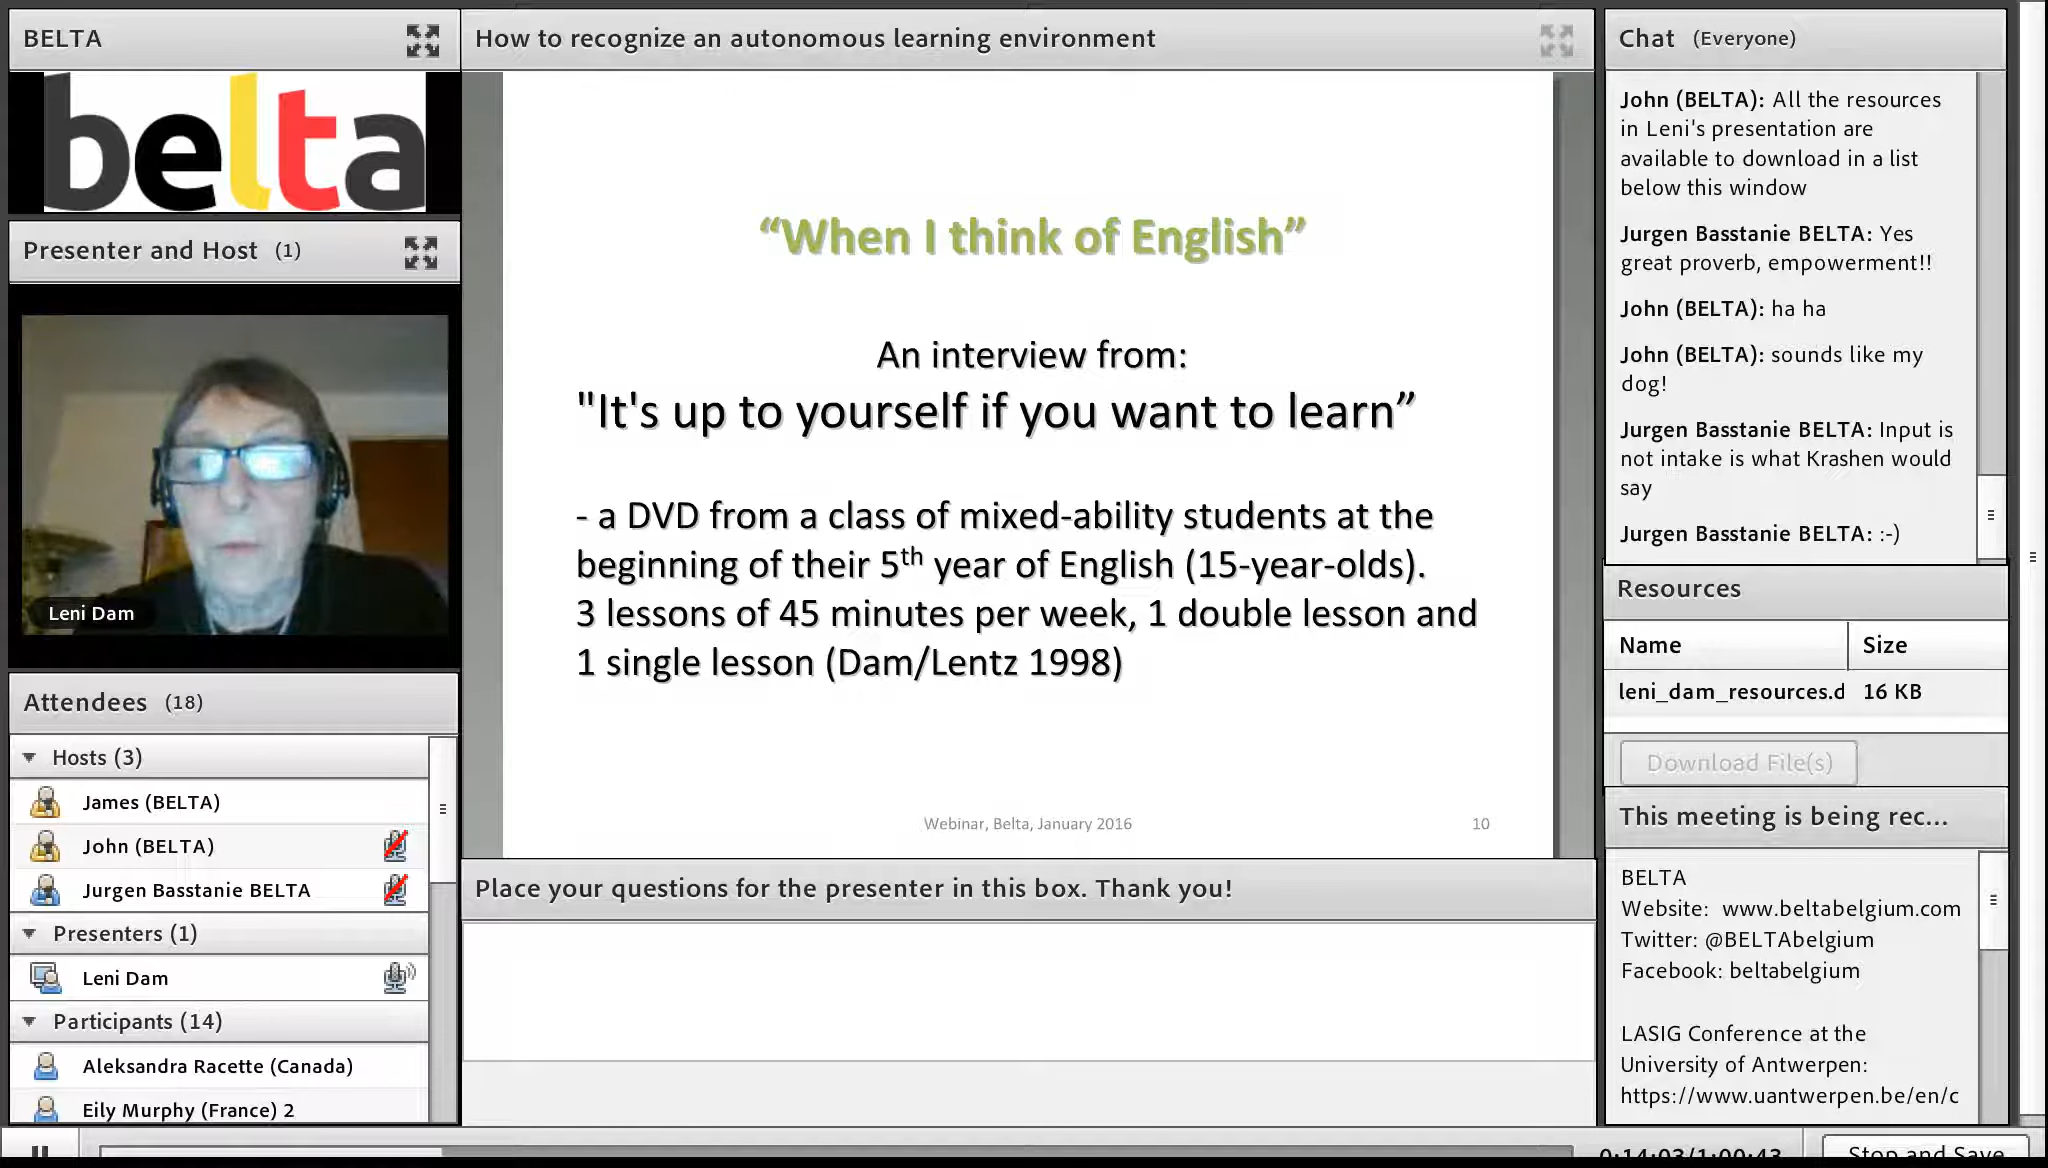 BELTA
belta
Presenter and Host (1)
Leni Dam
Attendees (18)
Hosts (3)
James (BELTA)
John (BELTA)
Jurgen Basstanie BELTA
Presenters (1)
Leni Dam
Participants (14)
Aleksandra Racette (Canada)
Eily Murphy (France) 2
How to recognize an autonomous learning environment
“When I think of English”
An interview from:
"It's up to yourself if you want to learn”
- a DVD from a class of mixed-ability students at the
beginning of their 5th year of English (15-year-olds).
3 lessons of 45 minutes per week, 1 double lesson and
1 single lesson (Dam/Lentz 1998)
Webinar, Belta, January 2016
10
Place your questions for the presenter in this box. Thank you!
Chat (Everyone)
John (BELTA): All the resources
in Leni's presentation are
available to download in a list
below this window
Jurgen Basstanie BELTA: Yes
great proverb, empowerment!!
John (BELTA): ha ha
John (BELTA): sounds like my
dog!
Jurgen Basstanie BELTA: Input is
not intake is what Krashen would
say
Jurgen Basstanie BELTA: :-)
Resources
Name Size
leni_dam_resources.d 16 KB
Download File(s)
This meeting is being rec...
BELTA
Website: www.beltabelgium.com
Twitter: @BELTAbelgium
Facebook: beltabelgium
LASIG Conference at the
University of Antwerpen:
https://www.uantwerpen.be/en/c
0:14:03/1:00:43
Stop and Save